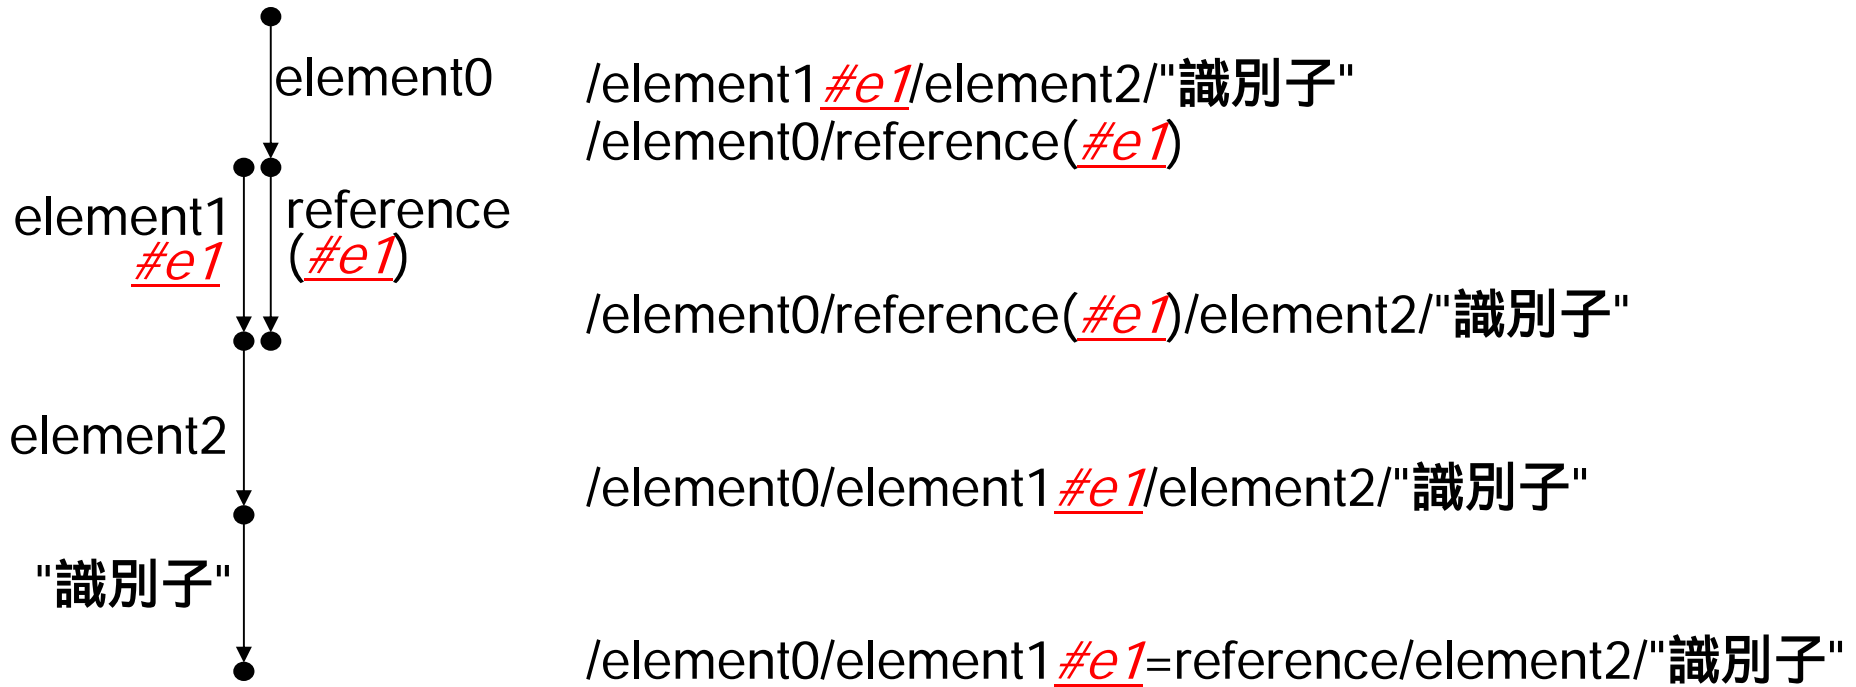 element0
element1
#e1
reference
(#e1)
element2
"識別子"
/element1#e1/element2/"識別子"
/element0/reference(#e1)
/element0/reference(#e1)/element2/"識別子"
/element0/element1#e1/element2/"識別子"
/element0/element1#e1=reference/element2/"識別子"